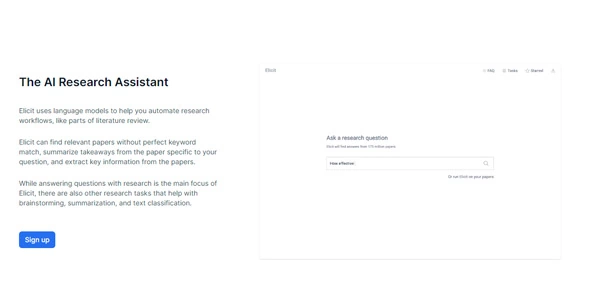 The AI Research Assistant
Elicit uses language models to help you automate research
workflows, like parts of literature review.
Elicit can find relevant papers without perfect keyword
match, summarize takeaways from the paper specific to your
question, and extract key information from the papers.
While answering questions with research is the main focus of
Elicit, there are also other research tasks that help with
brainstorming, summarization, and text classification.
Sign up
Elicit
FAQ Tasks Starred
Ask a research question
Elicit will find answers from 175 million papers
How effective
Or run Elicit on your papers